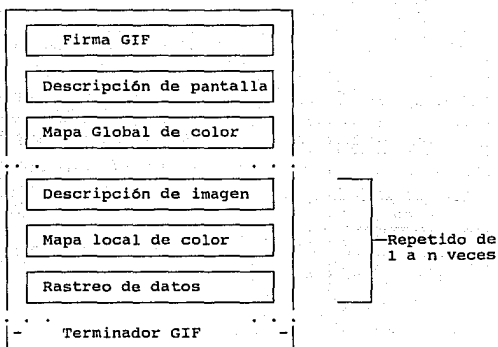 Firma GIF
Descripción de pantalla
Mapa Global de color
Descripción de imagen
Mapa local de color
Rastreo de datos
Repetido de
1 a n veces
Terminador GIF